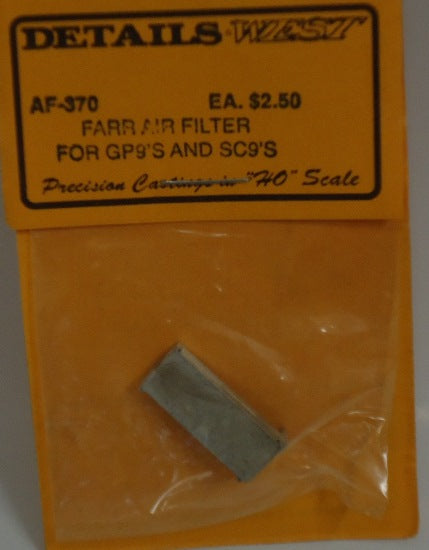 DETAILS WEST
AF-370 EA. $2.50
FARR AIR FILTER
FOR GP9'S AND SC9'S
Precision Castings in "HO" Scale